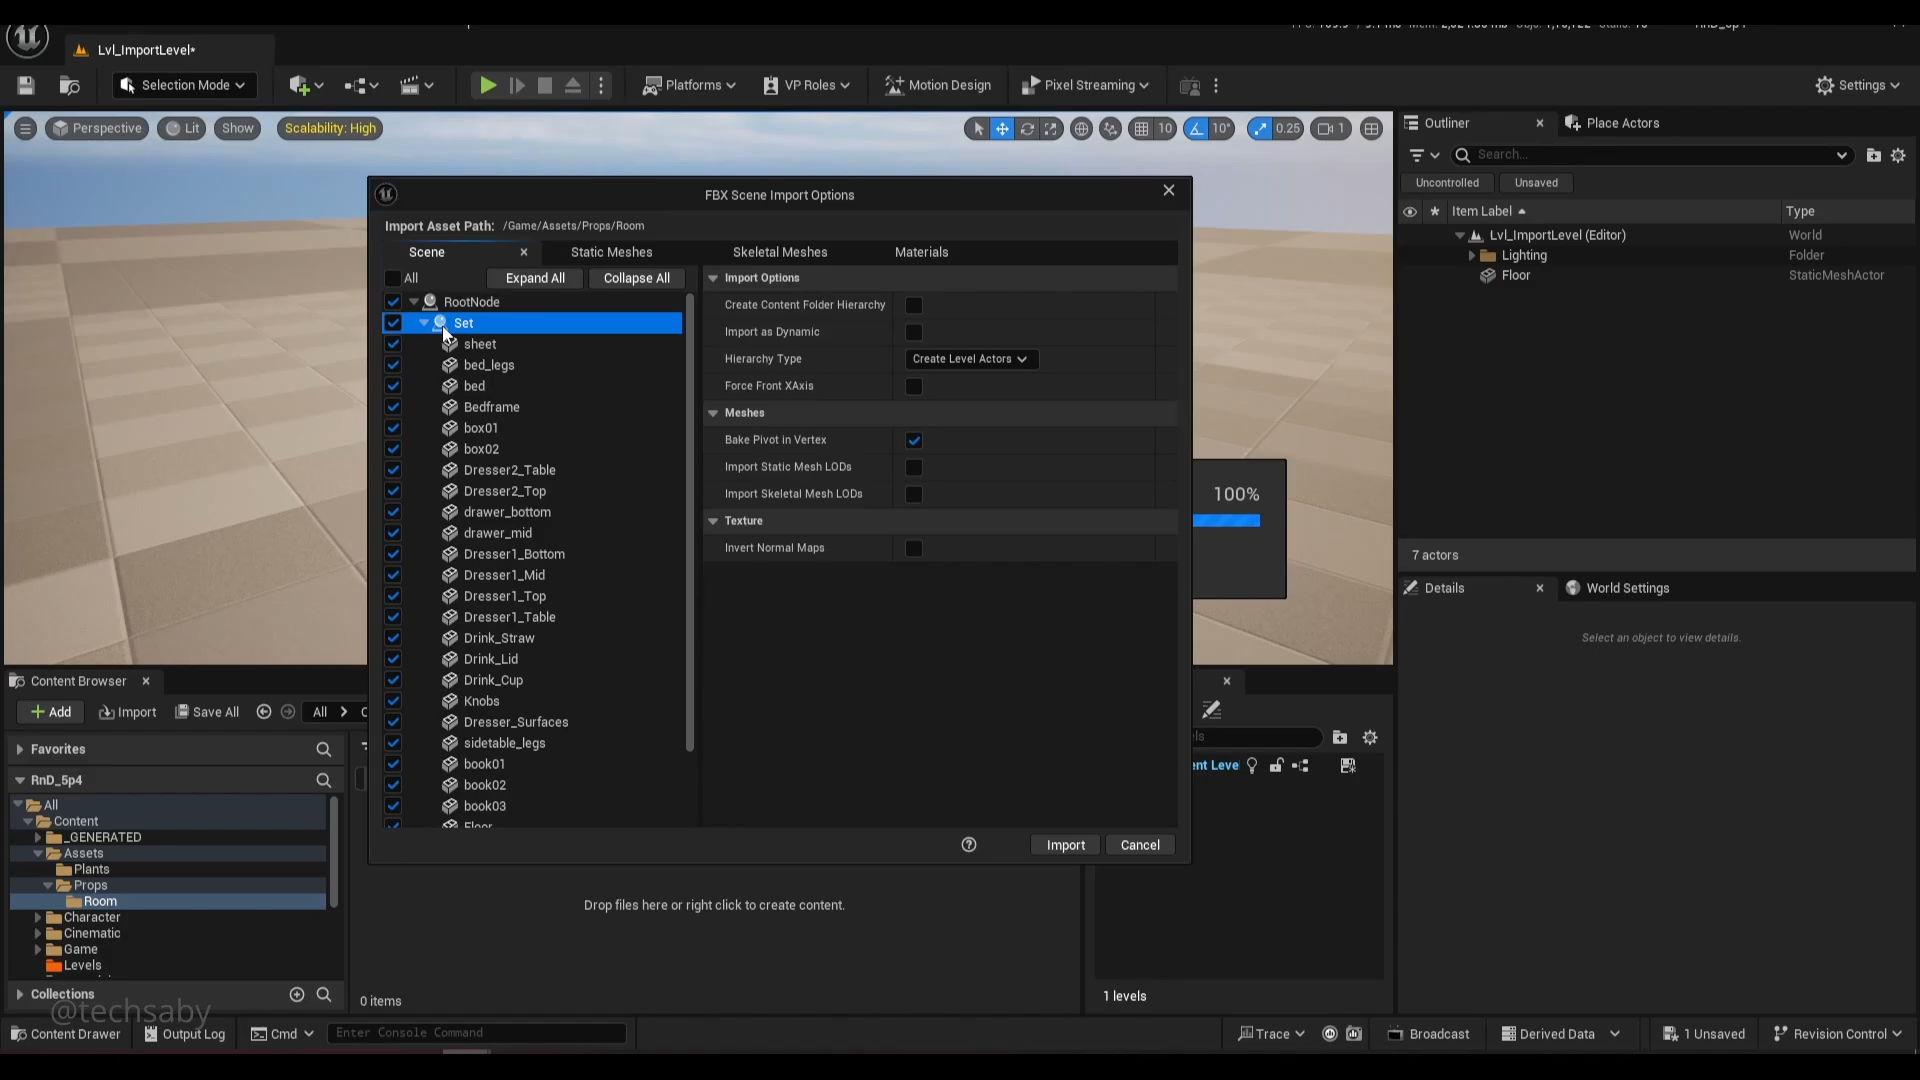 Lvl_ImportLevel*
Selection Mode
Platforms
VP Roles
Motion Design
Pixel Streaming
Settings
Perspective
Lit
Show
Scalability: High
10
10°
0.25
1
Outliner
Place Actors
Search...
Uncontrolled
Unsaved
Item Label
Type
Lvl_ImportLevel (Editor)
World
Lighting
Folder
Floor
StaticMeshActor
7 actors
Details
World Settings
Select an object to view details.
FBX Scene Import Options
Import Asset Path: /Game/Assets/Props/Room
Scene
Static Meshes
Skeletal Meshes
Materials
All
Expand All
Collapse All
RootNode
Set
sheet
bed_legs
bed
Bedframe
box01
box02
Dresser2_Table
Dresser2_Top
drawer_bottom
drawer_mid
Dresser1_Bottom
Dresser1_Mid
Dresser1_Top
Dresser1_Table
Drink_Straw
Drink_Lid
Drink_Cup
Knobs
Dresser_Surfaces
sidetable_legs
book01
book02
book03
Floor
Import Options
Create Content Folder Hierarchy
Import as Dynamic
Hierarchy Type
Create Level Actors
Force Front XAxis
Meshes
Bake Pivot in Vertex
Import Static Mesh LODs
Import Skeletal Mesh LODs
Texture
Invert Normal Maps
Import
Cancel
100%
Content Browser
Add
Import
Save All
All
Favorites
RnD_5p4
All
Content
_GENERATED
Assets
Plants
Props
Room
Character
Cinematic
Game
Levels
Collections
@techsaby
Drop files here or right click to create content.
0 items
ent Leve
1 levels
Content Drawer
Output Log
Cmd
Enter Console Command
Trace
Broadcast
Derived Data
1 Unsaved
Revision Control